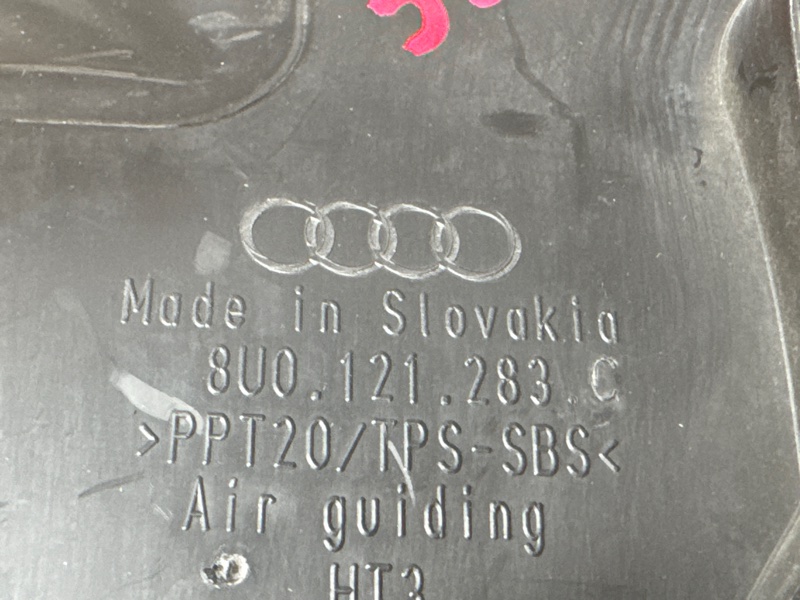 Made in Slovakia
8U0.121.283.C
>PPT20/TPS-SBS<
Air guiding
HT3